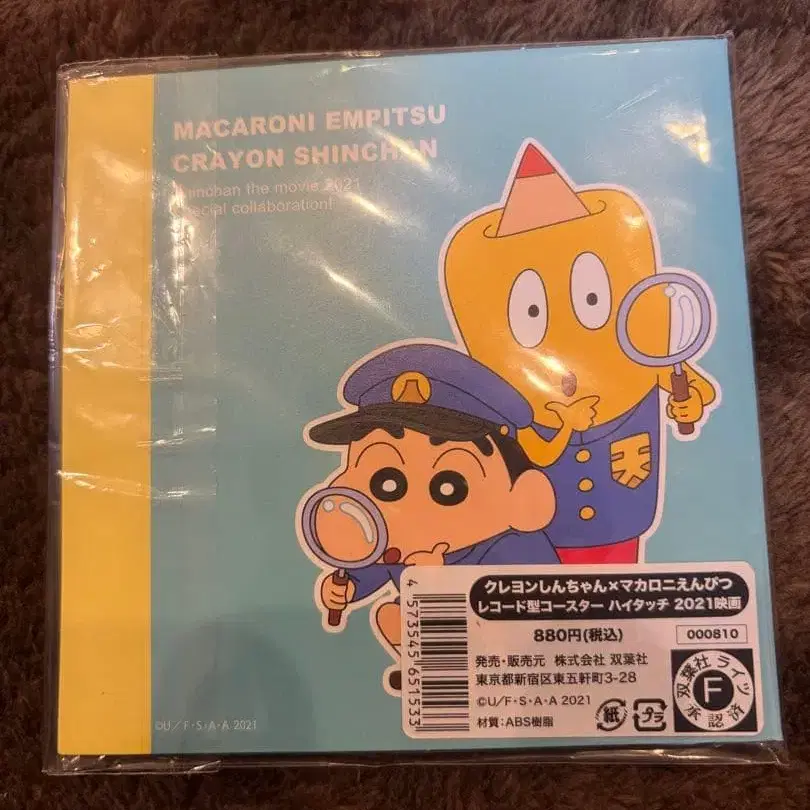 MACARONI EMPITSU
CRAYON SHINCHAN
Shinchan the movie 2021
special collaboration!
天
クレヨンしんちゃん×マカロニえんぴつ
レコード型コースター ハイタッチ 2021映画
880円(税込)
000810
発売・販売元 株式会社 双葉社
東京都新宿区東五軒町3-28
©U/F・S・A・A 2021
材質:ABS樹脂
紙
プラ
双葉社ライツ
F
承認済
4573545651533
©U/F・S・A・A 2021